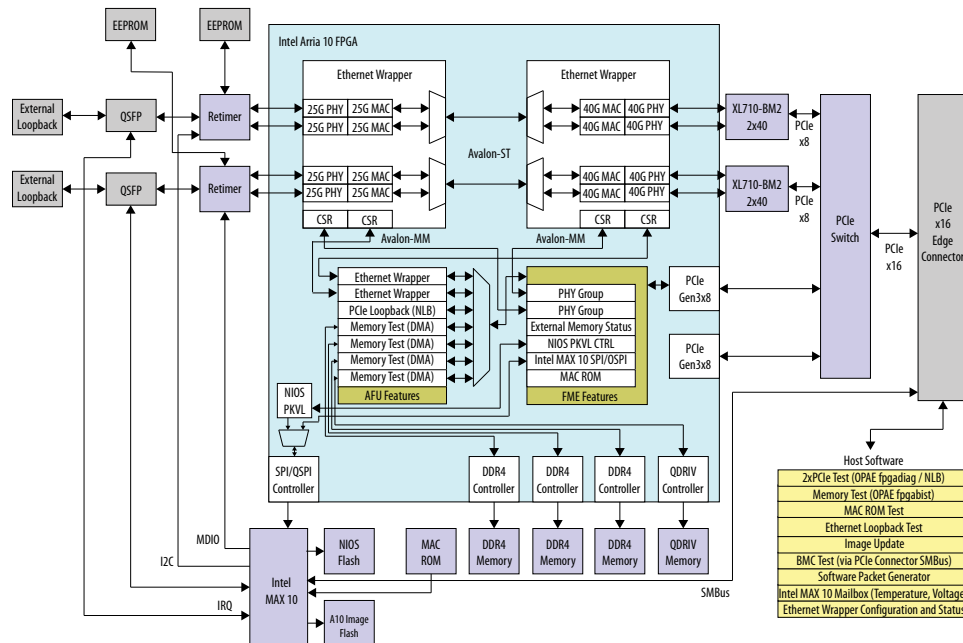 EEPROM
EEPROM
Intel Arria 10 FPGA
Ethernet Wrapper
Ethernet Wrapper
External
Loopback
QSFP
Retimer
25G PHY
25G MAC
25G PHY
25G MAC
40G MAC
40G PHY
40G MAC
40G PHY
XL710-BM2
2x40
PCIe
x8
Avalon-ST
External
Loopback
QSFP
Retimer
25G PHY
25G MAC
25G PHY
25G MAC
40G MAC
40G PHY
40G MAC
40G PHY
XL710-BM2
2x40
PCIe
x8
CSR
CSR
Avalon-MM
CSR
CSR
Avalon-MM
PCIe
Switch
PCIe
x16
PCIe
x16
Edge
Connector
Ethernet Wrapper
Ethernet Wrapper
PCIe Loopback (NLB)
Memory Test (DMA)
Memory Test (DMA)
Memory Test (DMA)
Memory Test (DMA)
AFU Features
PHY Group
PHY Group
External Memory Status
NIOS PKVL CTRL
Intel MAX 10 SPI/OSPI
MAC ROM
FME Features
PCIe
Gen3x8
PCIe
Gen3x8
NIOS
PKVL
SPI/QSPI
Controller
DDR4
Controller
DDR4
Controller
DDR4
Controller
QDRIV
Controller
MDIO
I2C
IRQ
Intel
MAX 10
NIOS
Flash
A10 Image
Flash
MAC
ROM
DDR4
Memory
DDR4
Memory
DDR4
Memory
QDRIV
Memory
SMBus
Host Software
2xPCIe Test (OPAE fpgadiag / NLB)
Memory Test (OPAE fpgabist)
MAC ROM Test
Ethernet Loopback Test
Image Update
BMC Test (via PCIe Connector SMBus)
Software Packet Generator
Intel MAX 10 Mailbox (Temperature, Voltage)
Ethernet Wrapper Configuration and Status